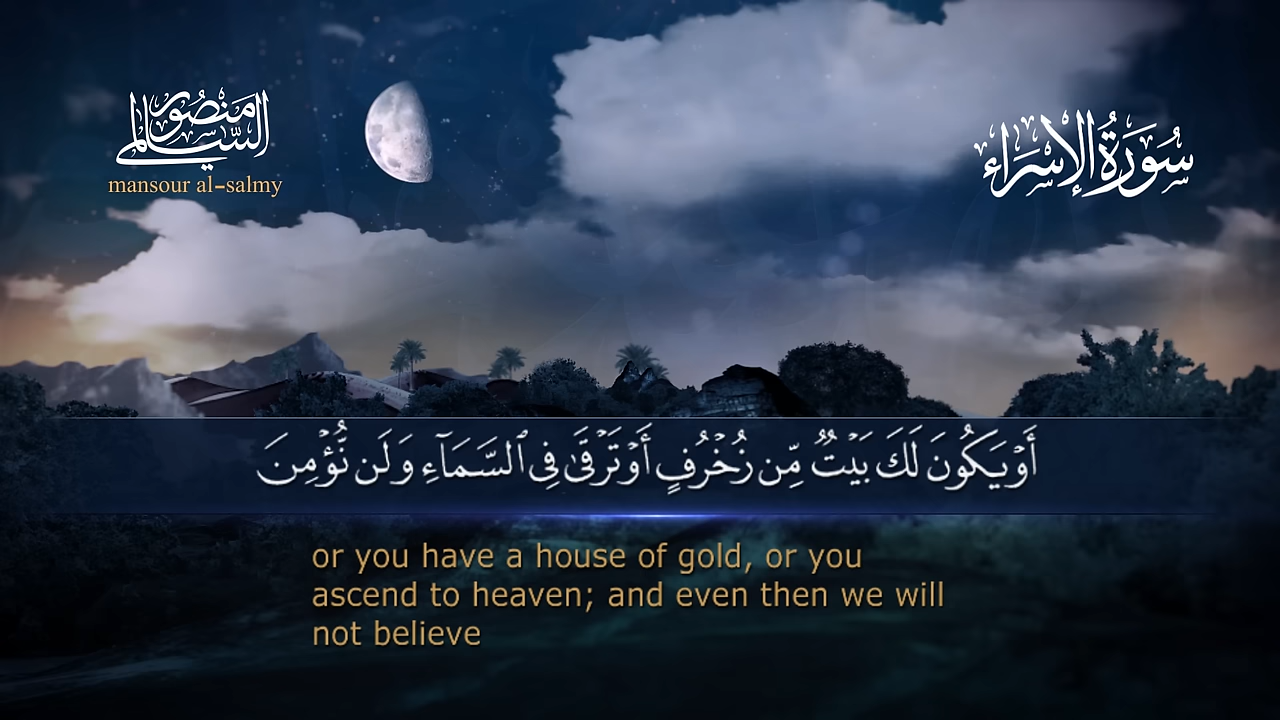 منصور السالمي
mansour al-salmy
سُورَةُ الإِسْرَاء
أَوْ يَكُونَ لَكَ بَيْتٌ مِّن زُخْرُفٍ أَوْ تَرْقَىٰ فِى ٱلسَّمَآءِ وَلَن نُّؤْمِنَ
or you have a house of gold, or you
ascend to heaven; and even then we will
not believe